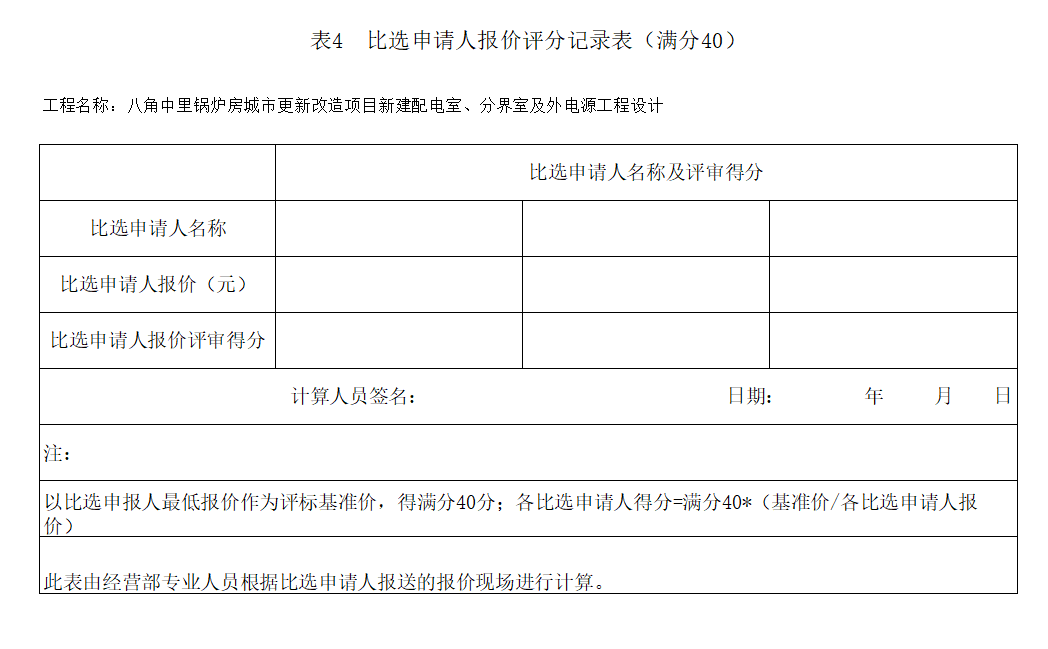 表4　比选申请人报价评分记录表（满分40）
工程名称：八角中里锅炉房城市更新改造项目新建配电室、分界室及外电源工程设计
比选申请人名称及评审得分
比选申请人名称
比选申请人报价（元）
比选申请人报价评审得分
计算人员签名：　日期：　年　月　日
注：
以比选申报人最低报价作为评标基准价，得满分40分；各比选申请人得分=满分40*（基准价/各比选申请人报
价）
此表由经营部专业人员根据比选申请人报送的报价现场进行计算。